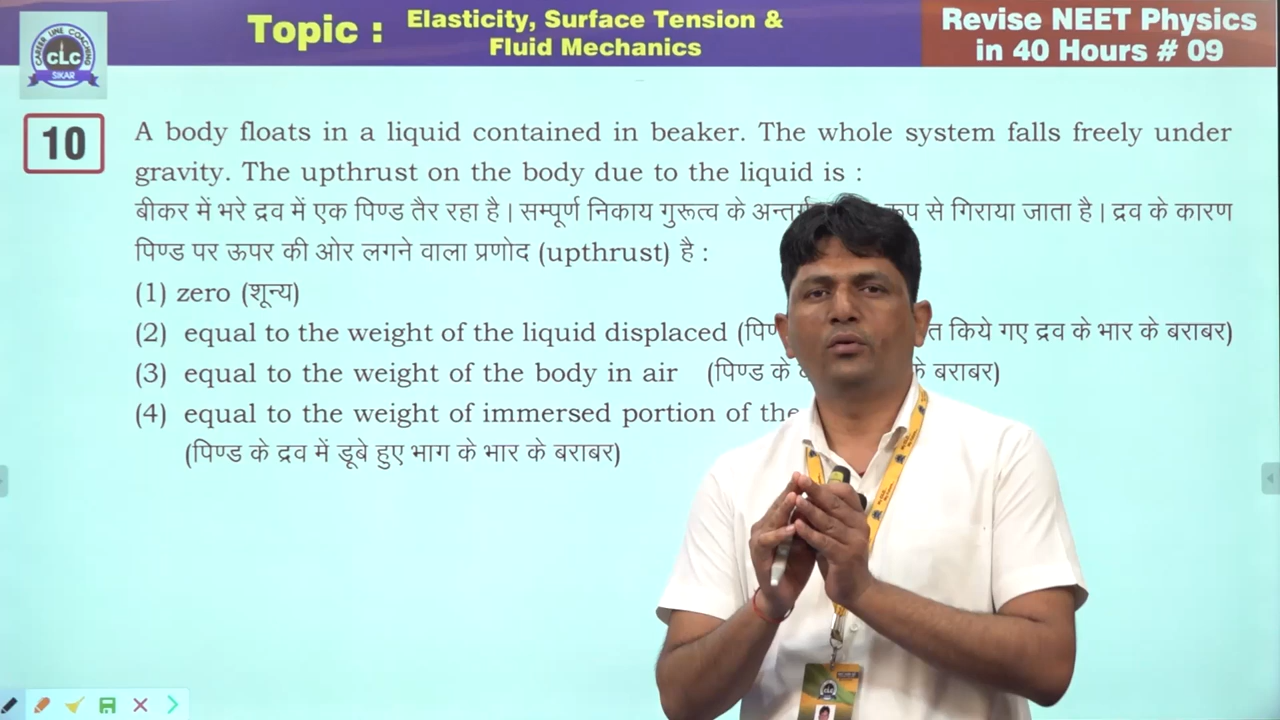 CAREER LINE COACHING
CLC
SIKAR
Topic :
Elasticity, Surface Tension &
Fluid Mechanics
Revise NEET Physics
in 40 Hours # 09
10
A body floats in a liquid contained in beaker. The whole system falls freely under
gravity. The upthrust on the body due to the liquid is :
बीकर में भरे द्रव में एक पिण्ड तैर रहा है। सम्पूर्ण निकाय गुरूत्व के से गिराया जाता है। द्रव के कारण
पिण्ड पर ऊपर की ओर लगने वाला प्रणोद (upthrust) है :
(1) zero (शून्य)
(2) equal to the weight of the liquid displaced किये गए द्रव के भार के बराबर)
(3) equal to the weight of the body in air (पिण्ड के के बराबर)
(4) equal to the weight of immersed portion of the
(पिण्ड के द्रव में डूबे हुए भाग के भार के बराबर)